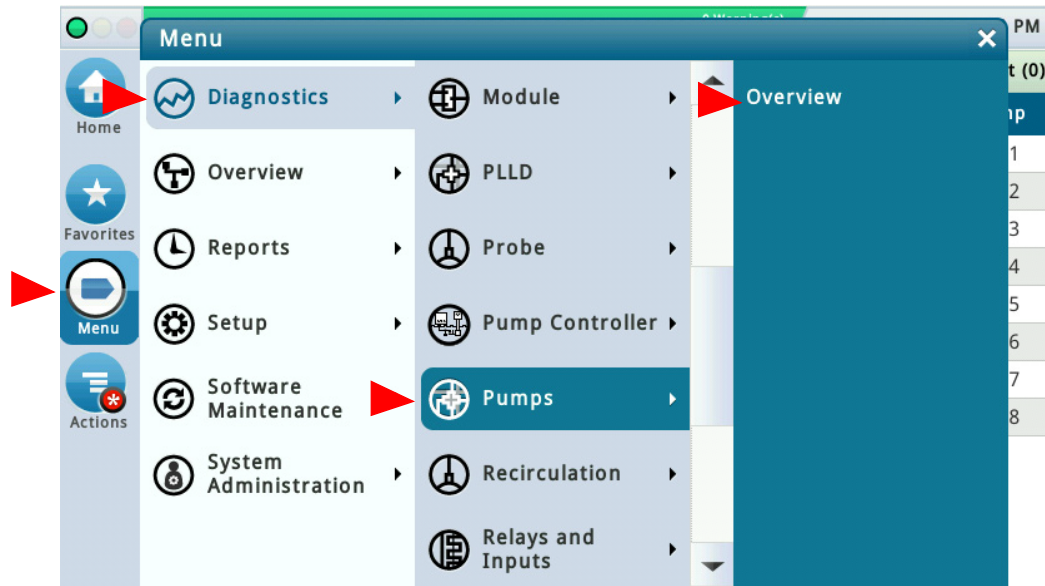 PM
Menu
t (0)
Home
Favorites
Menu
Actions
Diagnostics
Overview
Reports
Setup
Software
Maintenance
System
Administration
Module
PLLD
Probe
Pump Controller
Pumps
Recirculation
Relays and
Inputs
Overview
1
2
3
4
5
6
7
8